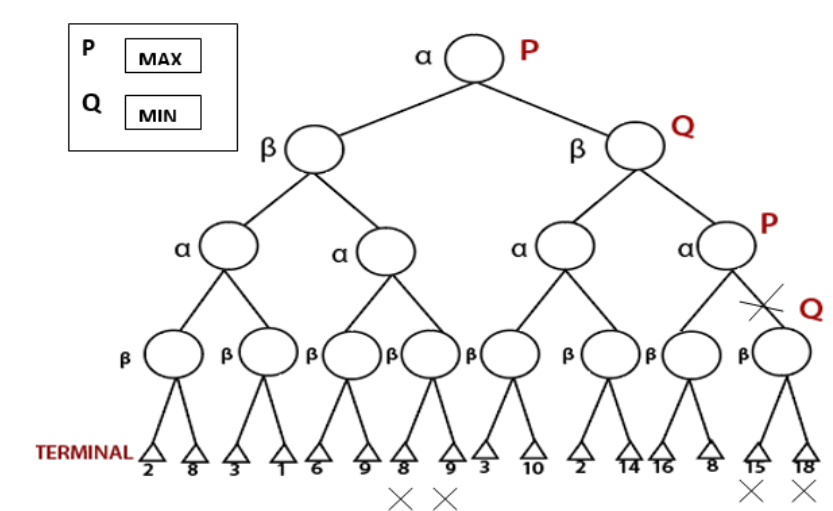 P MAX
Q MIN
α P
β β Q
α α α α P
Q
β β β β β β β β
TERMINAL 2 8 3 1 6 9 8 9 3 10 2 14 16 8 15 18